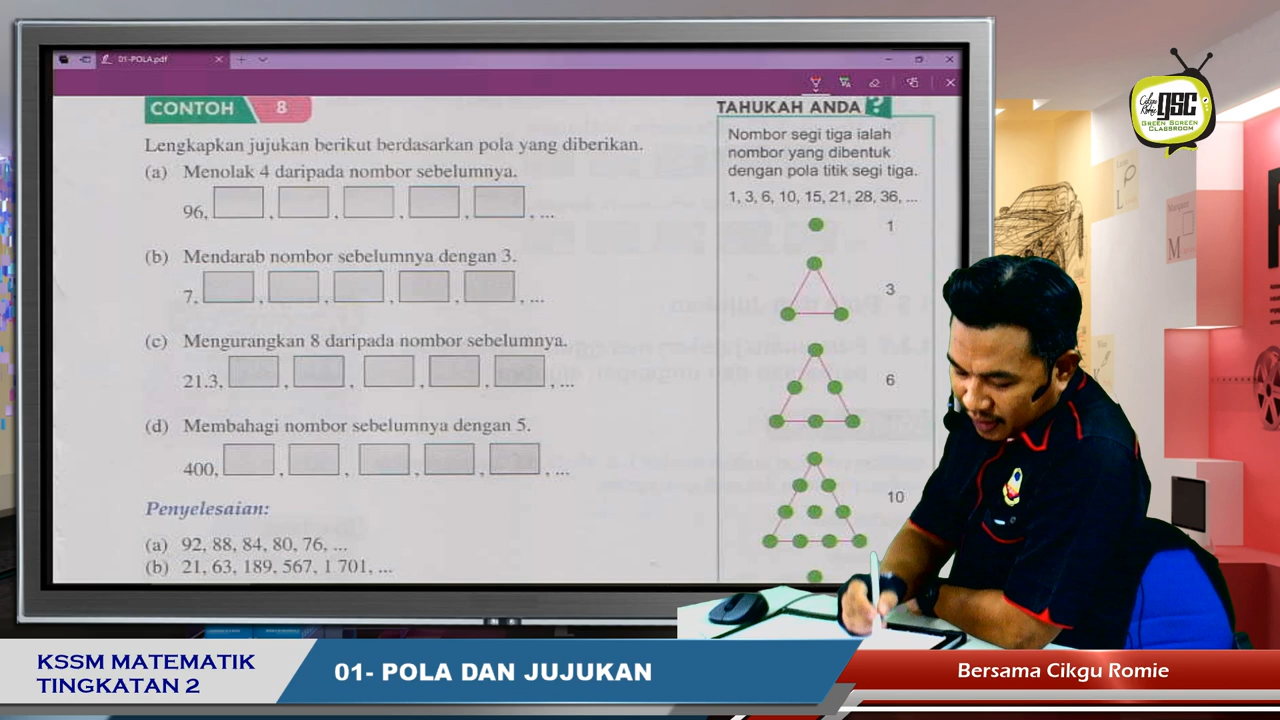 01-POLA.pdf
CONTOH 8
Lengkapkan jujukan berikut berdasarkan pola yang diberikan.
(a) Menolak 4 daripada nombor sebelumnya.
96, , , , , , ...
(b) Mendarab nombor sebelumnya dengan 3.
7, , , , , , ...
(c) Mengurangkan 8 daripada nombor sebelumnya.
21.3, , , , , , ...
(d) Membahagi nombor sebelumnya dengan 5.
400, , , , , , ...
Penyelesaian:
(a) 92, 88, 84, 80, 76, ...
(b) 21, 63, 189, 567, 1 701, ...
TAHUKAH ANDA ?
Nombor segi tiga ialah
nombor yang dibentuk
dengan pola titik segi tiga.
1, 3, 6, 10, 15, 21, 28, 36, ...
1
3
6
10
Cikgu Romie GSC
GREEN SCREEN
CLASSROOM
L
M
KSSM MATEMATIK
TINGKATAN 2
01- POLA DAN JUJUKAN
Bersama Cikgu Romie